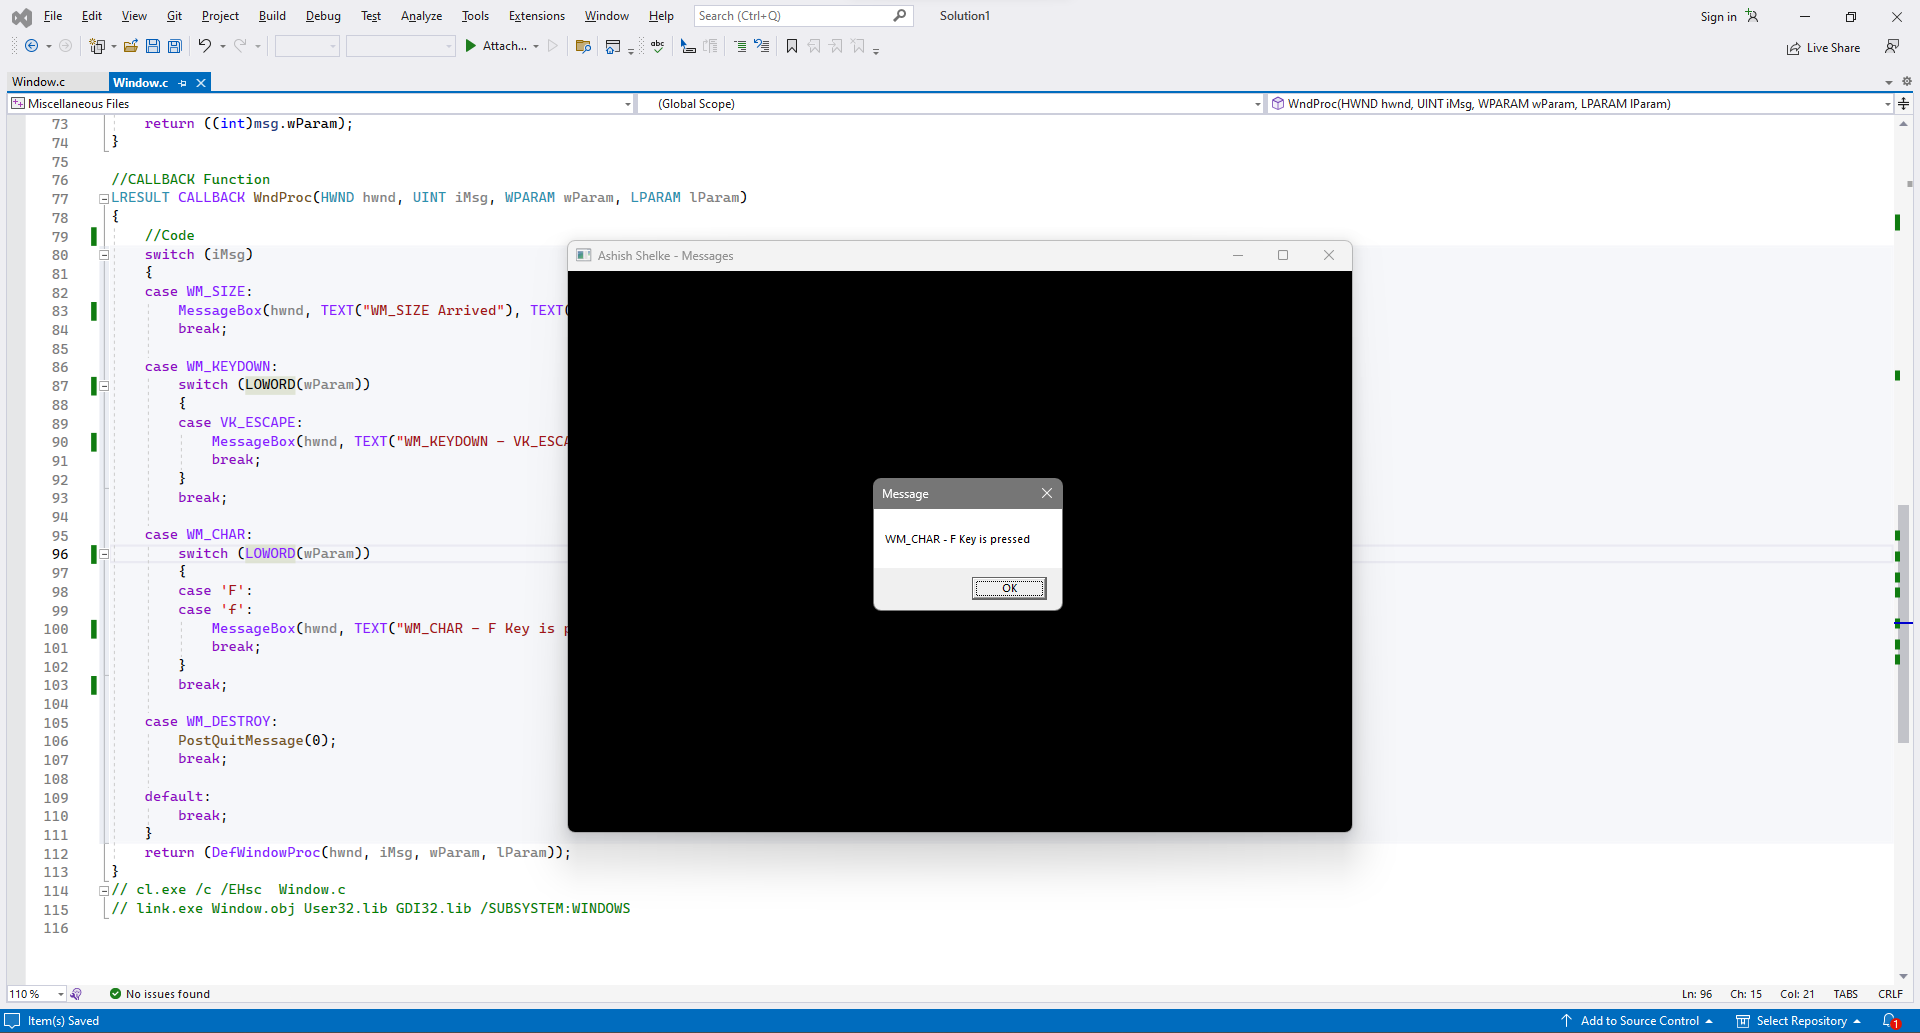 File Edit View Git Project Build Debug Test Analyze Tools Extensions Window Help Search (Ctrl+Q) Solution1 Sign in
Attach... Live Share
Window.c Window.c
Miscellaneous Files (Global Scope) WndProc(HWND hwnd, UINT iMsg, WPARAM wParam, LPARAM lParam)
73 return ((int)msg.wParam);
74 }
75
76 //CALLBACK Function
77 LRESULT CALLBACK WndProc(HWND hwnd, UINT iMsg, WPARAM wParam, LPARAM lParam)
78 {
79 //Code
80 switch (iMsg)
81 {
82 case WM_SIZE:
83 MessageBox(hwnd, TEXT("WM_SIZE Arrived"), TEXT(
84 break;
85
86 case WM_KEYDOWN:
87 switch (LOWORD(wParam))
88 {
89 case VK_ESCAPE:
90 MessageBox(hwnd, TEXT("WM_KEYDOWN - VK_ESCA
91 break;
92 }
93 break;
94
95 case WM_CHAR:
96 switch (LOWORD(wParam))
97 {
98 case 'F':
99 case 'f':
100 MessageBox(hwnd, TEXT("WM_CHAR - F Key is p
101 break;
102 }
103 break;
104
105 case WM_DESTROY:
106 PostQuitMessage(0);
107 break;
108
109 default:
110 break;
111 }
112 return (DefWindowProc(hwnd, iMsg, wParam, lParam));
113 }
114 // cl.exe /c /EHsc  Window.c
115 // link.exe Window.obj User32.lib GDI32.lib /SUBSYSTEM:WINDOWS
116
Ashish Shelke - Messages
Message
WM_CHAR - F Key is pressed
OK
110 % No issues found Ln: 96 Ch: 15 Col: 21 TABS CRLF
Item(s) Saved Add to Source Control Select Repository 1